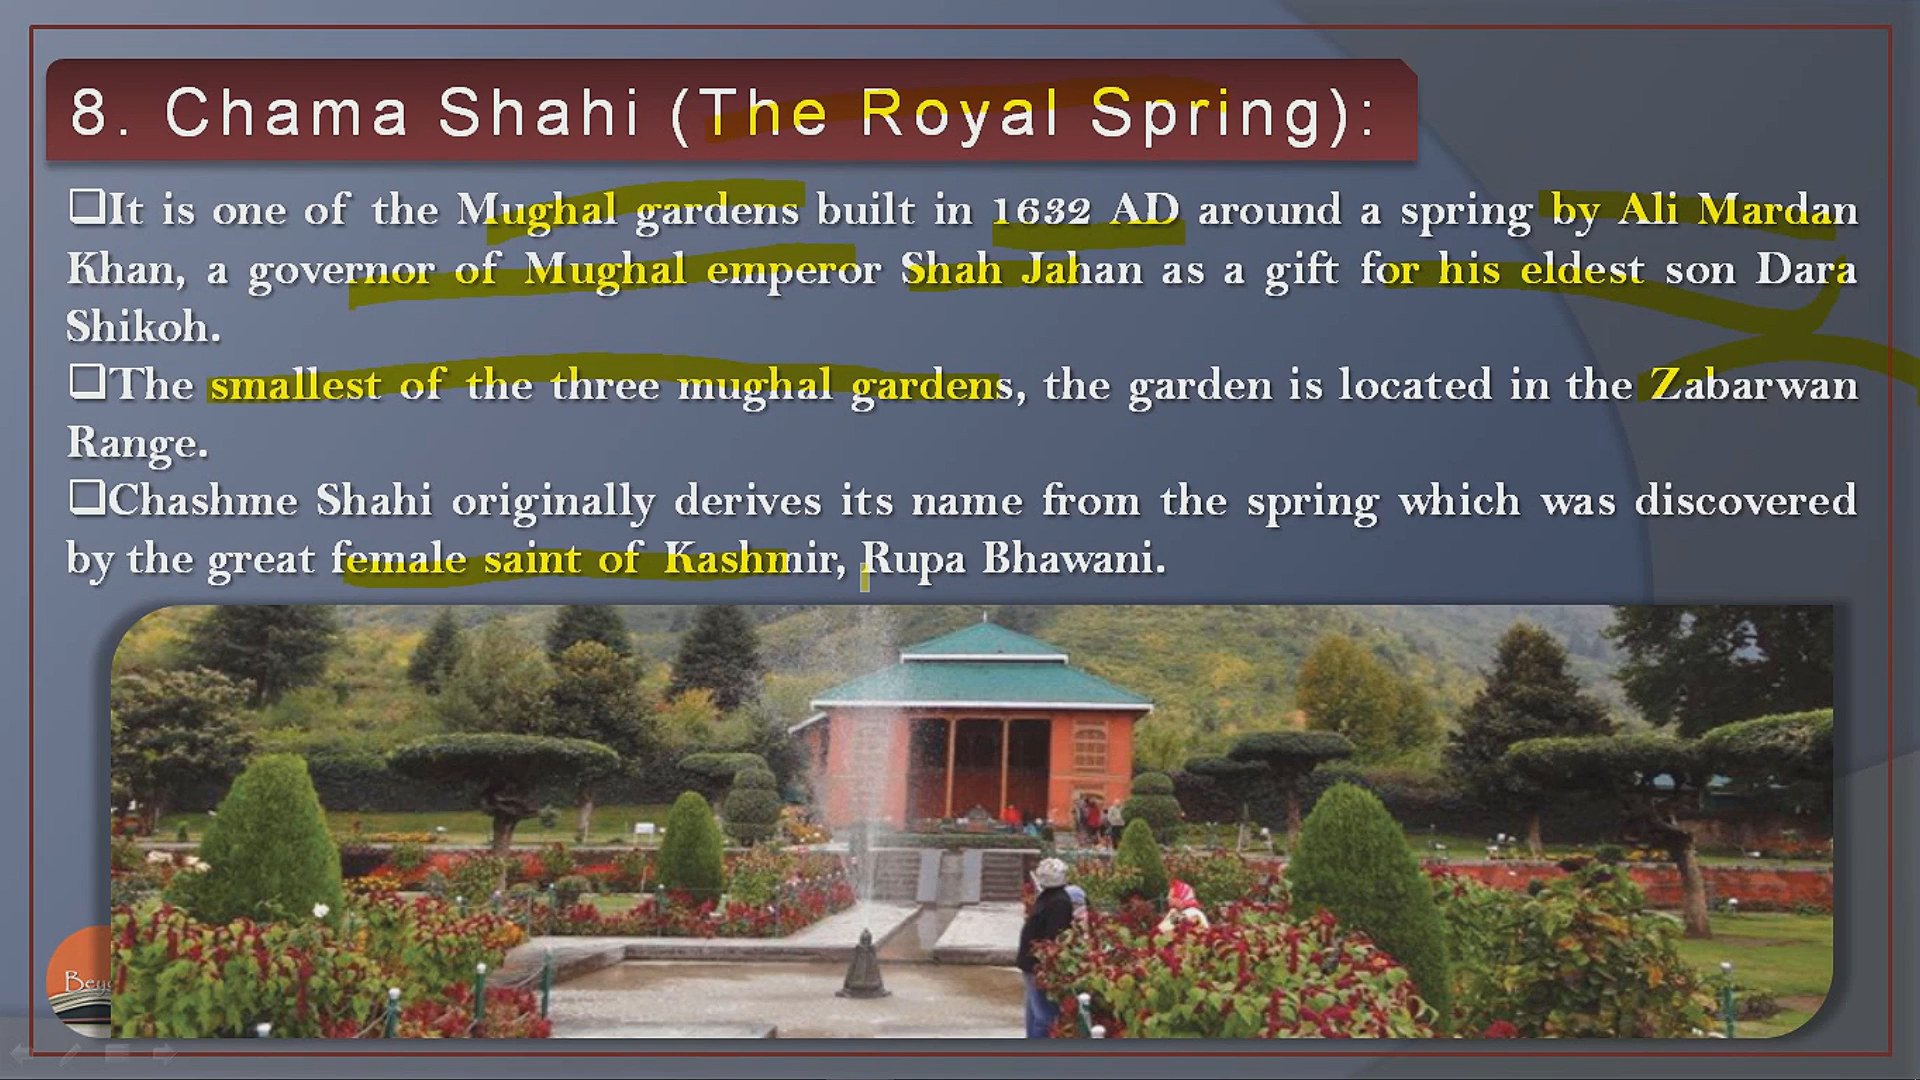 8. Chama Shahi (The Royal Spring):
❑It is one of the Mughal gardens built in 1632 AD around a spring by Ali Mardan
Khan, a governor of Mughal emperor Shah Jahan as a gift for his eldest son Dara
Shikoh.
❑The smallest of the three mughal gardens, the garden is located in the Zabarwan
Range.
❑Chashme Shahi originally derives its name from the spring which was discovered
by the great female saint of Kashmir, Rupa Bhawani.